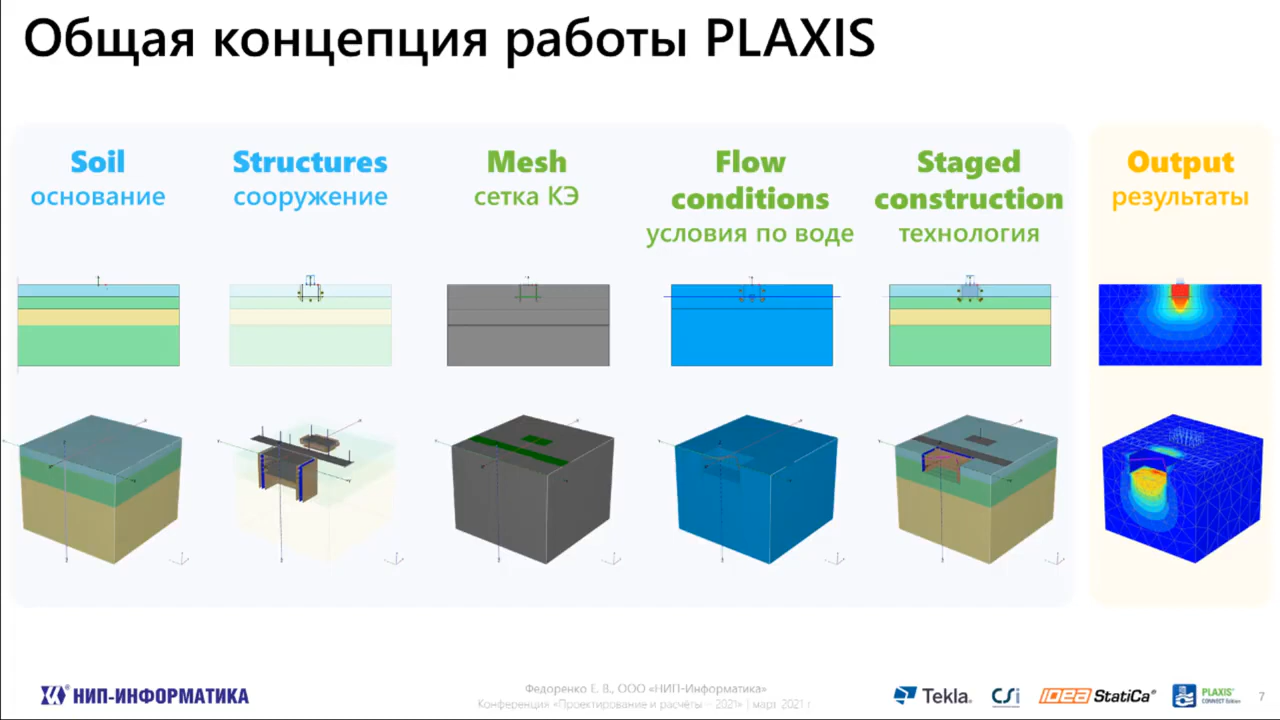 Общая концепция работы PLAXIS
Soil
основание
Structures
сооружение
Mesh
сетка КЭ
Flow
conditions
условия по воде
Staged
construction
технология
Output
результаты
НИП-ИНФОРМАТИКА
Федоренко Е. В., ООО «НИП-Информатика»
Конференция «Проектирование и расчёты – 2021» | март 2021 г.
Tekla
CSi
IDEA StatiCa®
PLAXIS®
CONNECT Edition
7